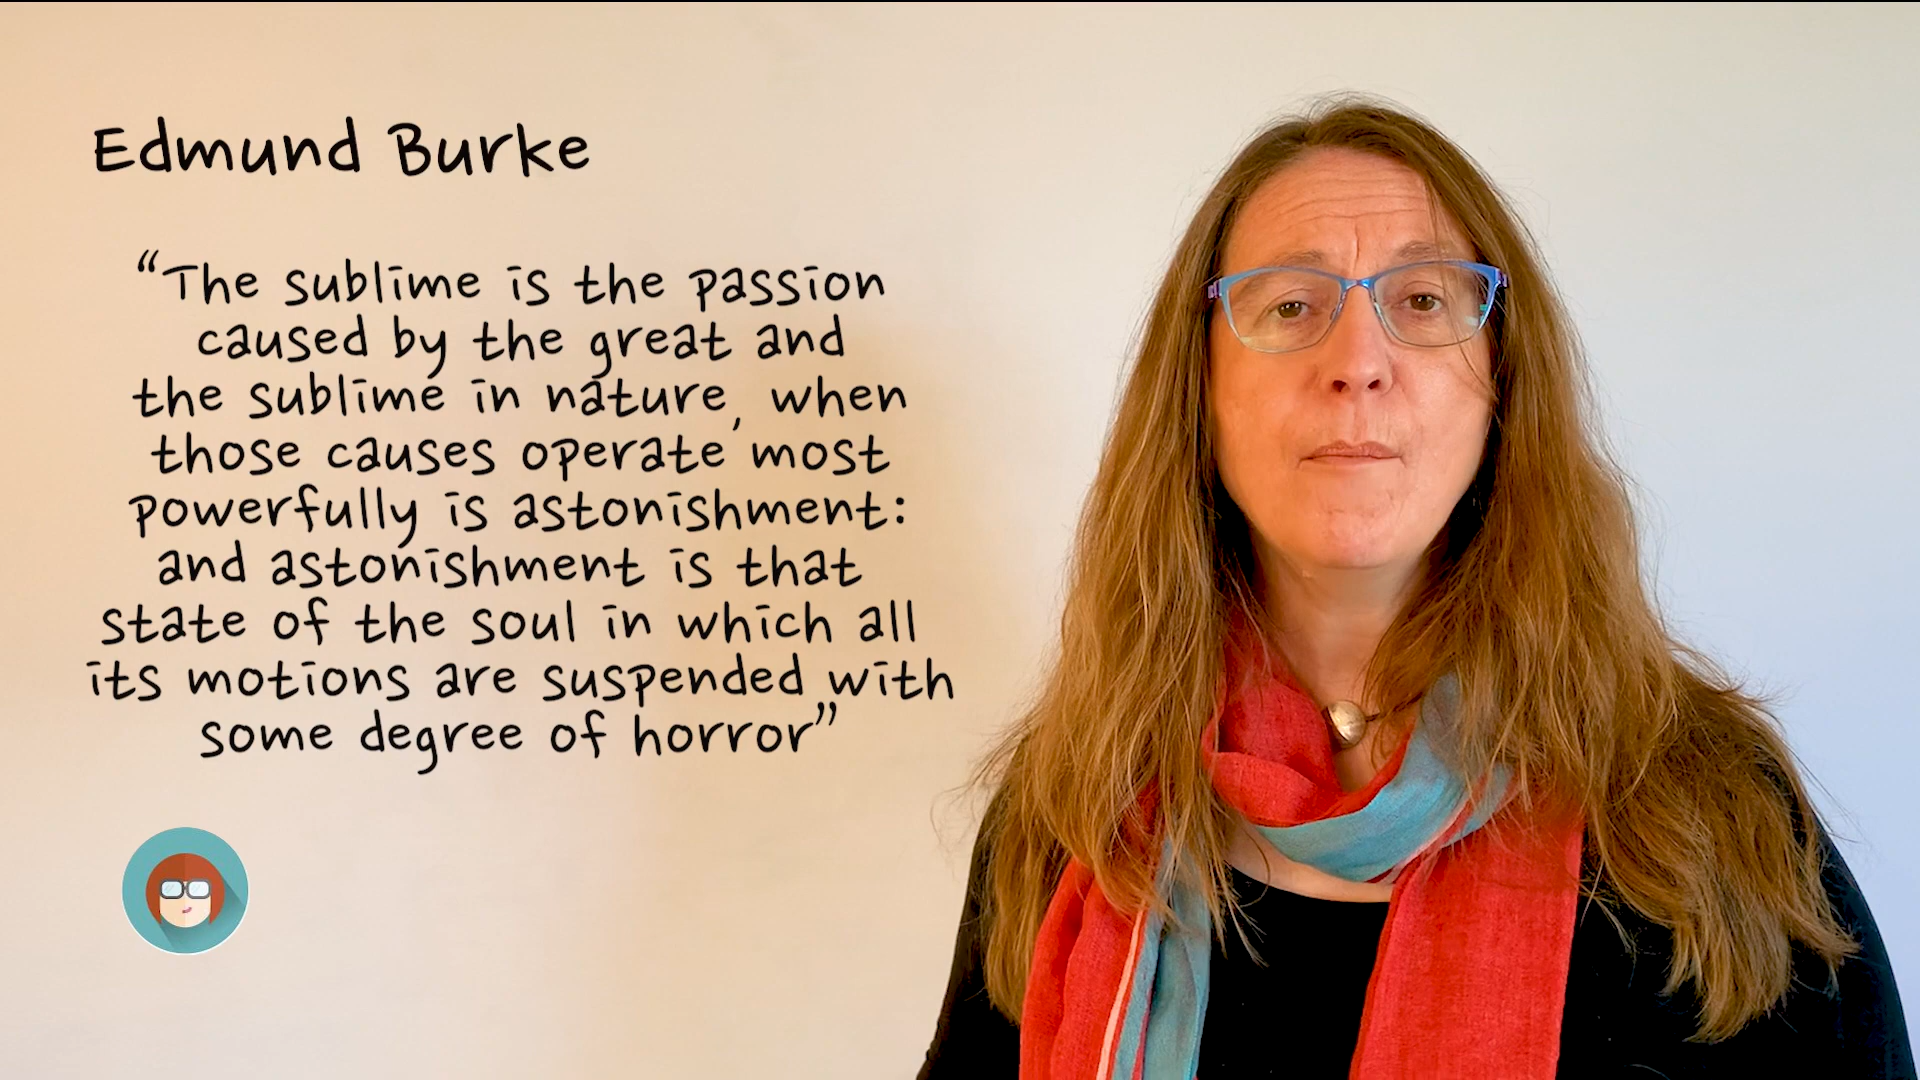 Edmund Burke
“The sublime is the passion
caused by the great and
the sublime in nature, when
those causes operate most
powerfully is astonishment:
and astonishment is that
state of the soul in which all
its motions are suspended with
some degree of horror”